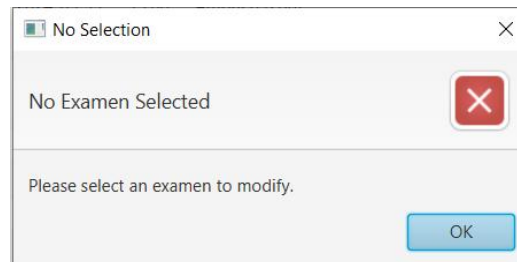 No Selection
No Examen Selected
Please select an examen to modify.
OK